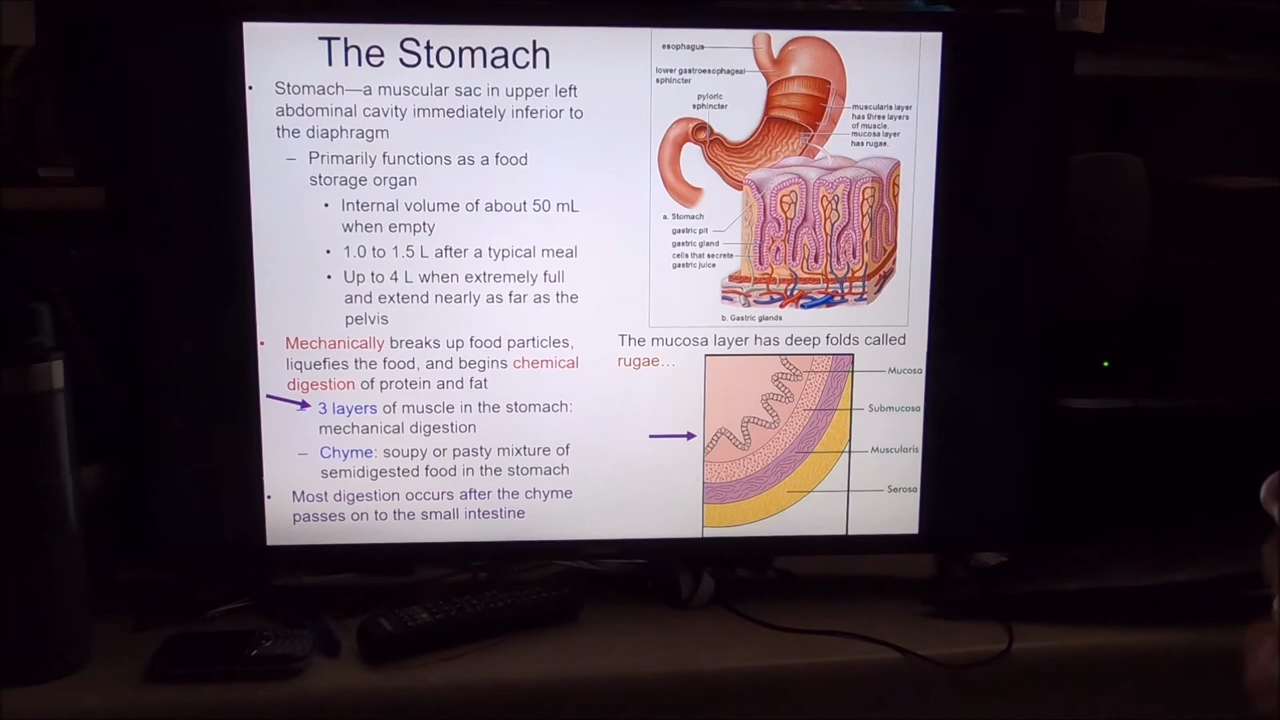 The Stomach
• Stomach—a muscular sac in upper left
abdominal cavity immediately inferior to
the diaphragm
– Primarily functions as a food
storage organ
• Internal volume of about 50 mL
when empty
• 1.0 to 1.5 L after a typical meal
• Up to 4 L when extremely full
and extend nearly as far as the
pelvis
• Mechanically breaks up food particles,
liquefies the food, and begins chemical
digestion of protein and fat
– 3 layers of muscle in the stomach:
mechanical digestion
– Chyme: soupy or pasty mixture of
semidigested food in the stomach
• Most digestion occurs after the chyme
passes on to the small intestine
esophagus
lower gastroesophageal
sphincter
pyloric
sphincter
muscularis layer
has three layers
of muscle.
mucosa layer
has rugae.
a. Stomach
gastric pit
gastric gland
cells that secrete
gastric juice
b. Gastric glands
The mucosa layer has deep folds called
rugae…
Mucosa
Submucosa
Muscularis
Serosa